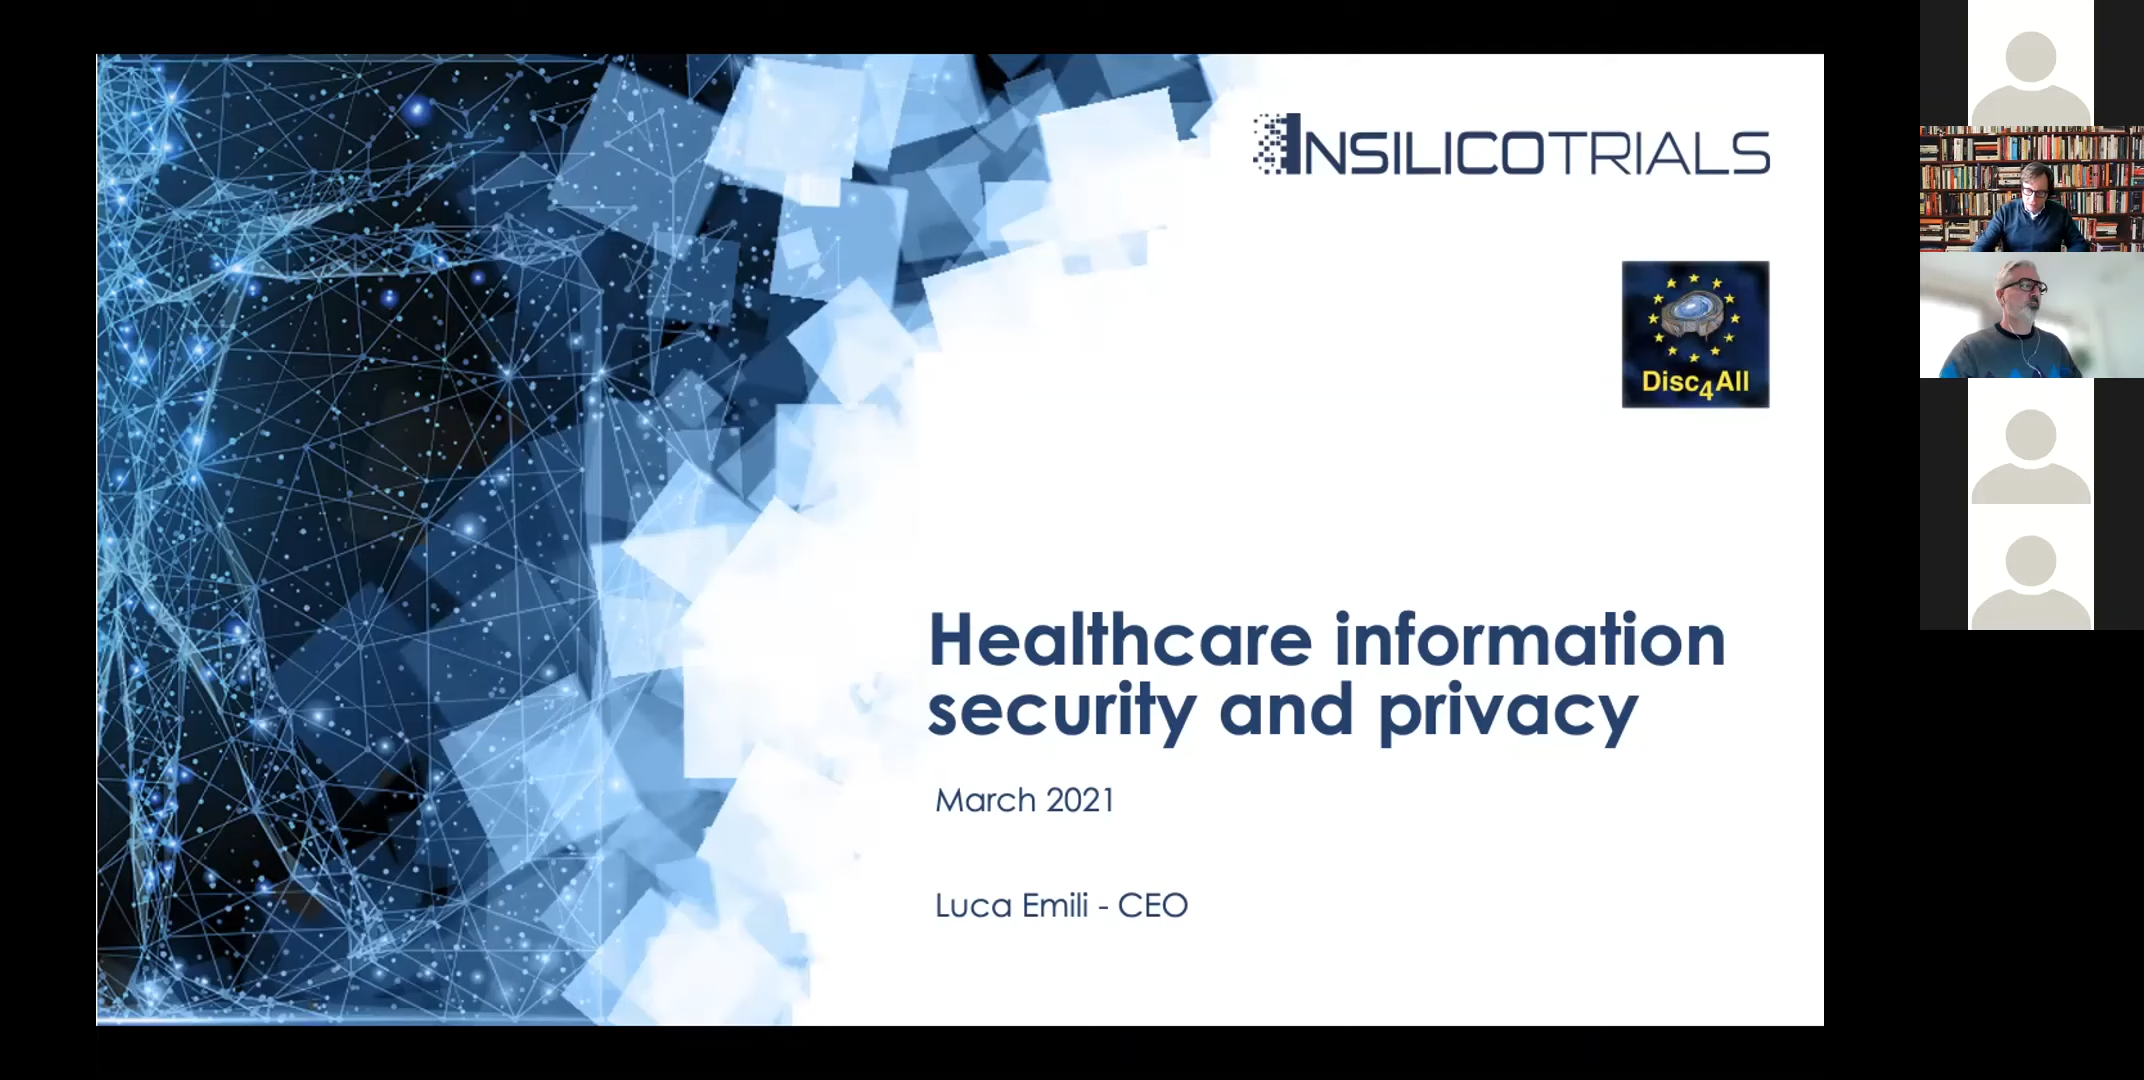 INSILICOTRIALS
Disc4All
Healthcare information
security and privacy
March 2021
Luca Emili - CEO